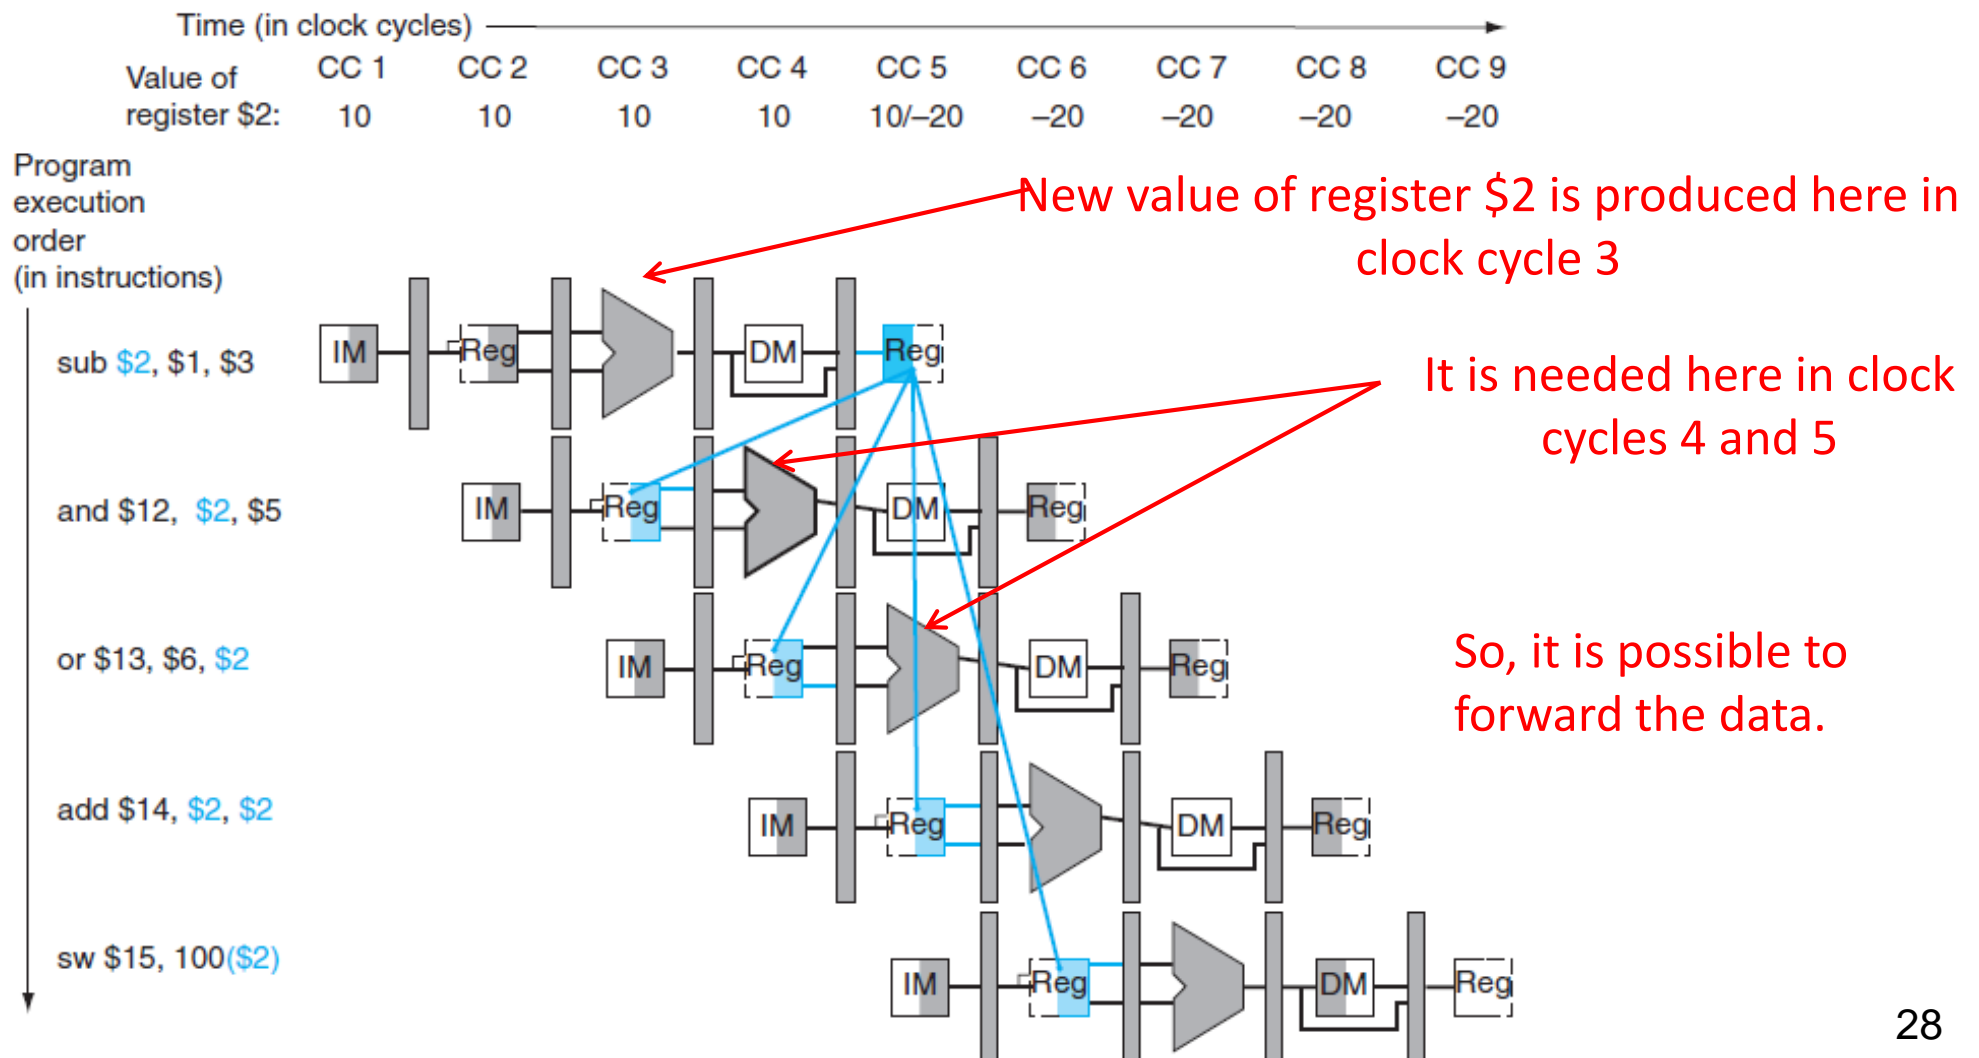 Time (in clock cycles)
Value of register $2:
CC 1 CC 2 CC 3 CC 4 CC 5 CC 6 CC 7 CC 8 CC 9
10 10 10 10 10/–20 –20 –20 –20 –20
Program
execution
order
(in instructions)
New value of register $2 is produced here in
clock cycle 3
sub $2, $1, $3
IM Reg DM Reg
It is needed here in clock
cycles 4 and 5
and $12, $2, $5
IM Reg DM Reg
or $13, $6, $2
IM Reg DM Reg
So, it is possible to
forward the data.
add $14, $2, $2
IM Reg DM Reg
sw $15, 100($2)
IM Reg DM Reg
28